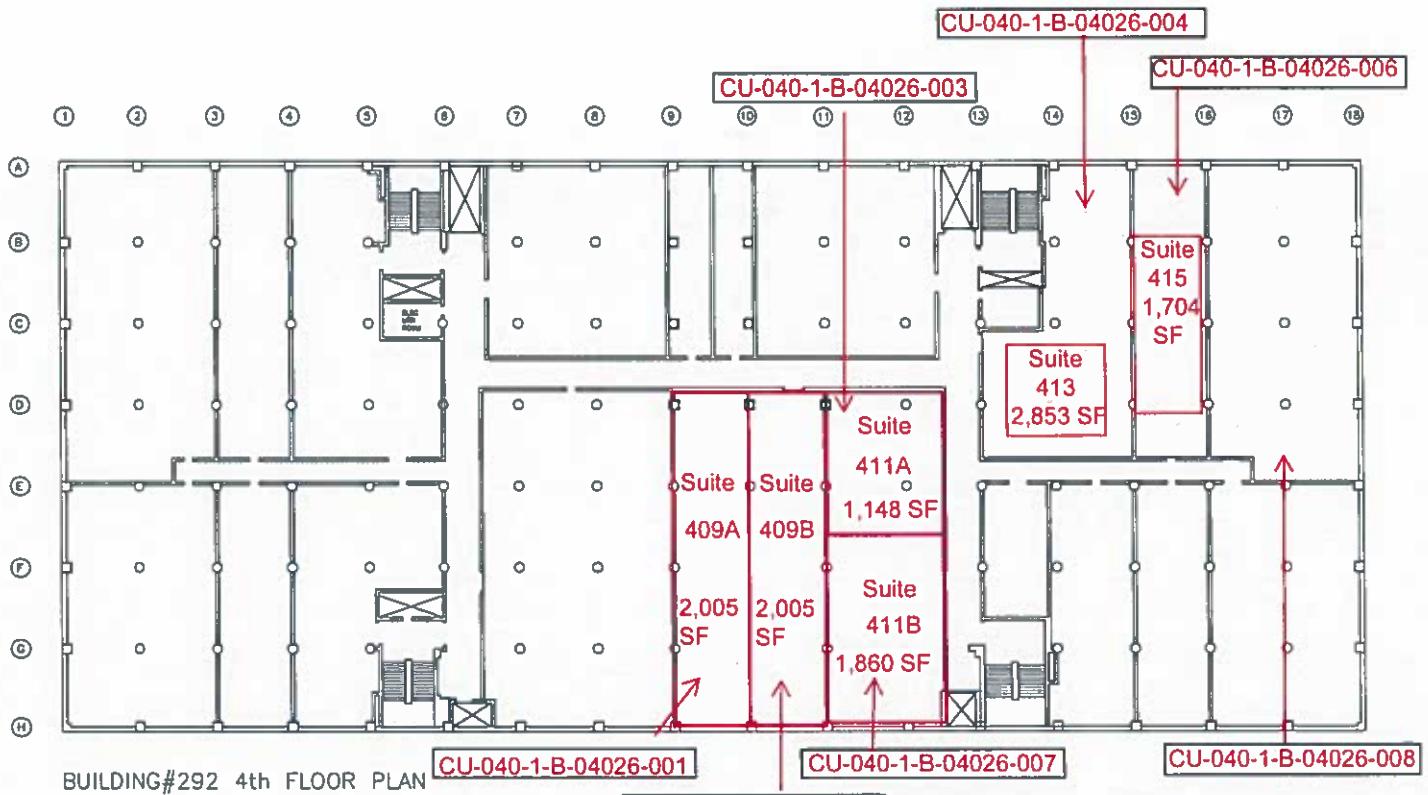 CU-040-1-B-04026-004
CU-040-1-B-04026-006
CU-040-1-B-04026-003
1 2 3 4 5 6 7 8 9 10 11 12 13 14 15 16 17 18
A
B
Suite
415
1,704
SF
C
Suite
413
2,853 SF
D
Suite
411A
1,148 SF
E
Suite
409A
Suite
409B
F
Suite
411B
1,860 SF
2,005
SF
2,005
SF
G
H
CU-040-1-B-04026-001
CU-040-1-B-04026-007
CU-040-1-B-04026-008
BUILDING#292 4th FLOOR PLAN